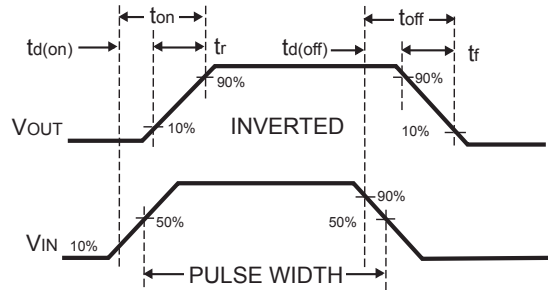 ton
toff
td(on)
tr
td(off)
tf
90%
90%
VOUT
10%
INVERTED
10%
90%
50%
50%
VIN
10%
PULSE WIDTH